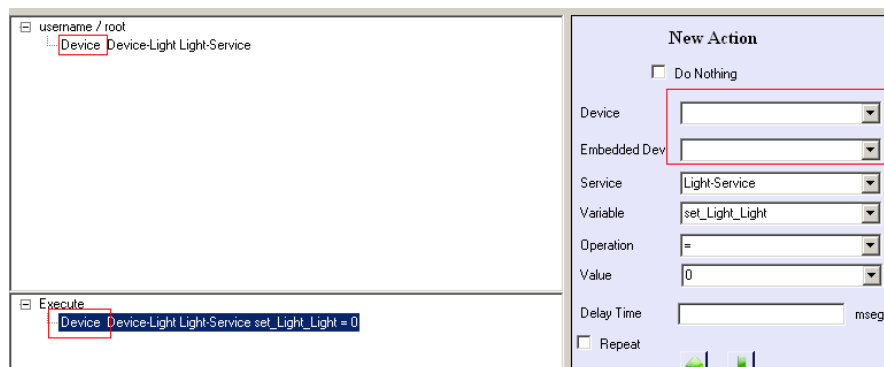 username / root
Device Device-Light Light-Service
Execute
Device Device-Light Light-Service set_Light_Light = 0
New Action
Do Nothing
Device
Embedded Dev
Service Light-Service
Variable set_Light_Light
Operation =
Value 0
Delay Time mseg
Repeat